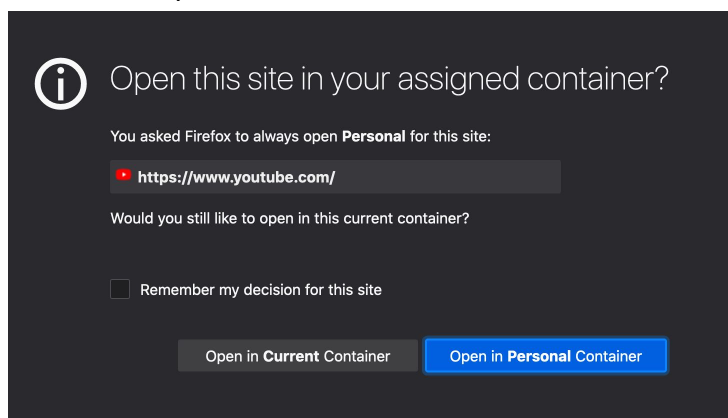 Open this site in your assigned container?
You asked Firefox to always open Personal for this site:
https://www.youtube.com/
Would you still like to open in this current container?
Remember my decision for this site
Open in Current Container
Open in Personal Container